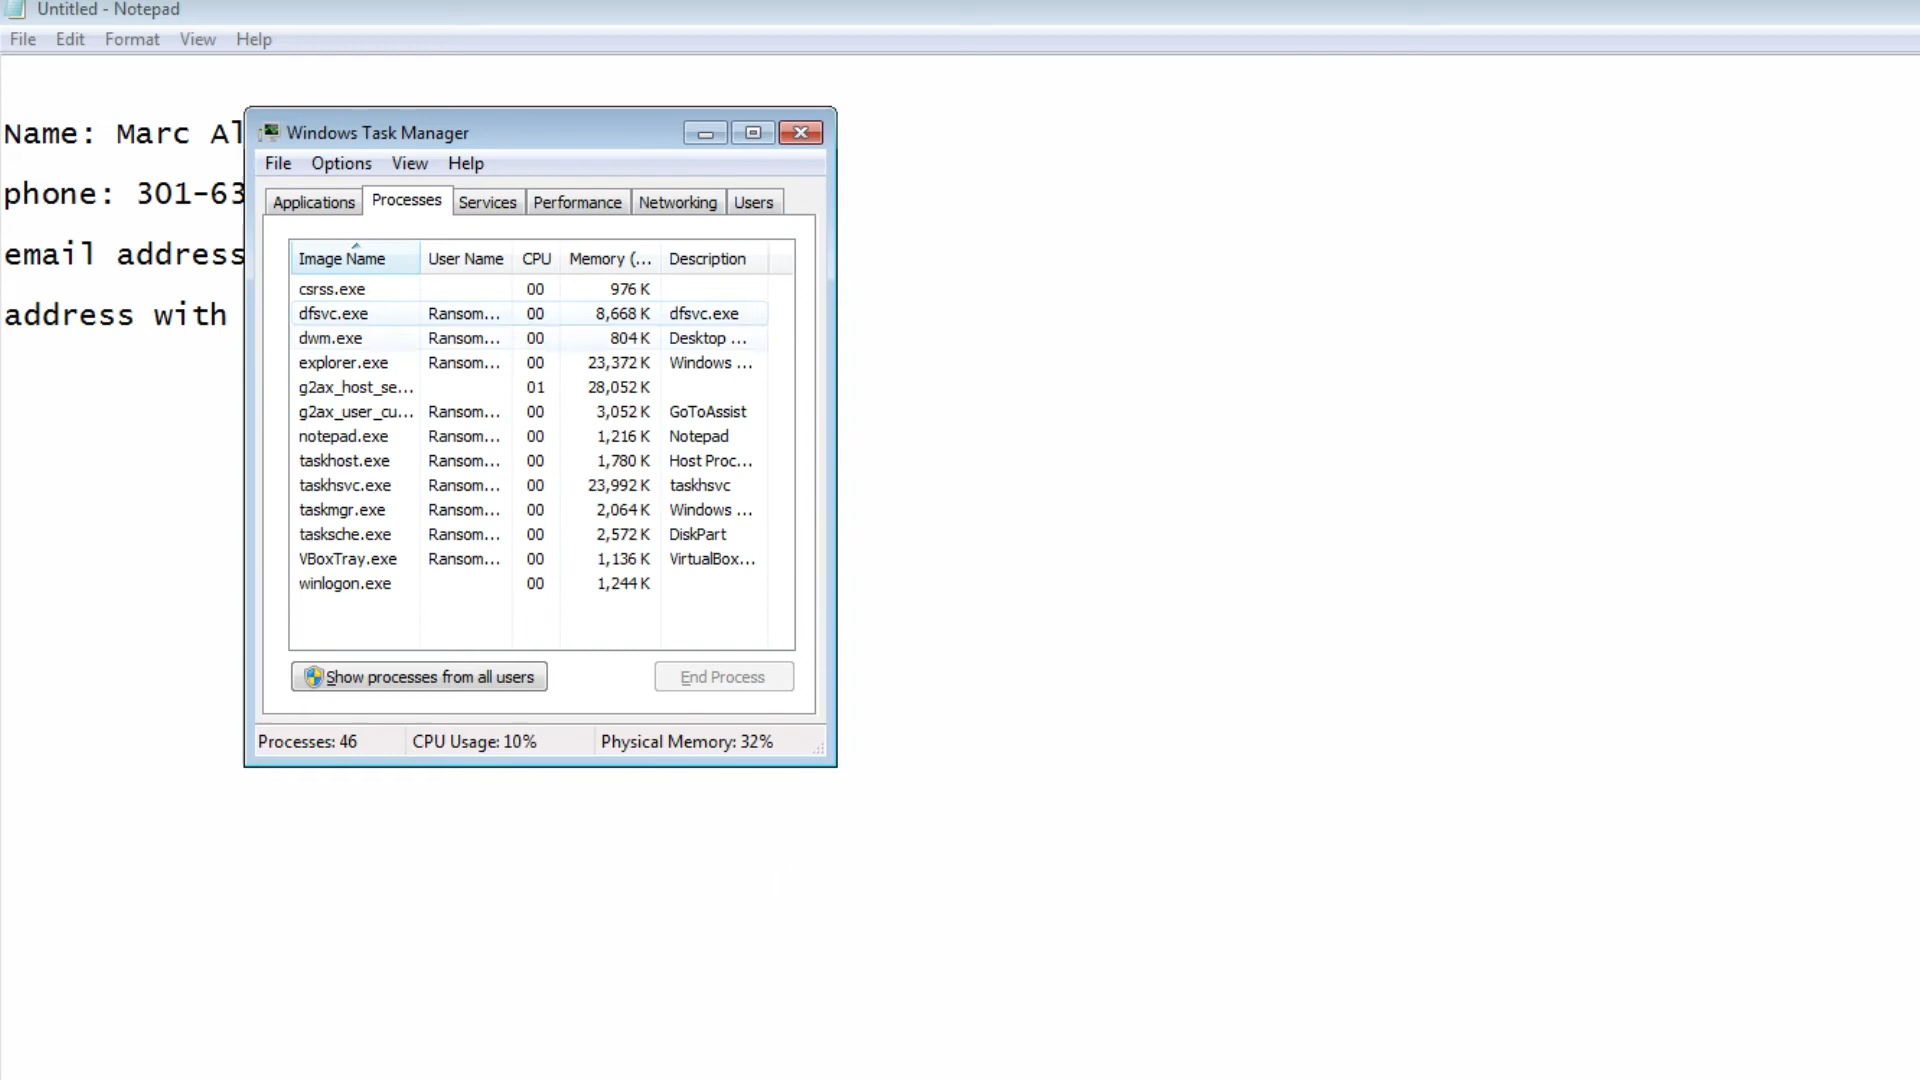 Untitled - Notepad
File Edit Format View Help
Name: Marc Al
phone: 301-63
email address
address with
Windows Task Manager
File Options View Help
Applications Processes Services Performance Networking Users
Image Name User Name CPU Memory (... Description
csrss.exe 00 976 K
dfsvc.exe Ransom... 00 8,668 K dfsvc.exe
dwm.exe Ransom... 00 804 K Desktop ...
explorer.exe Ransom... 00 23,372 K Windows ...
g2ax_host_se... 01 28,052 K
g2ax_user_cu... Ransom... 00 3,052 K GoToAssist
notepad.exe Ransom... 00 1,216 K Notepad
taskhost.exe Ransom... 00 1,780 K Host Proc...
taskhsvc.exe Ransom... 00 23,992 K taskhsvc
taskmgr.exe Ransom... 00 2,064 K Windows ...
tasksche.exe Ransom... 00 2,572 K DiskPart
VBoxTray.exe Ransom... 00 1,136 K VirtualBox...
winlogon.exe 00 1,244 K
Show processes from all users End Process
Processes: 46 CPU Usage: 10% Physical Memory: 32%